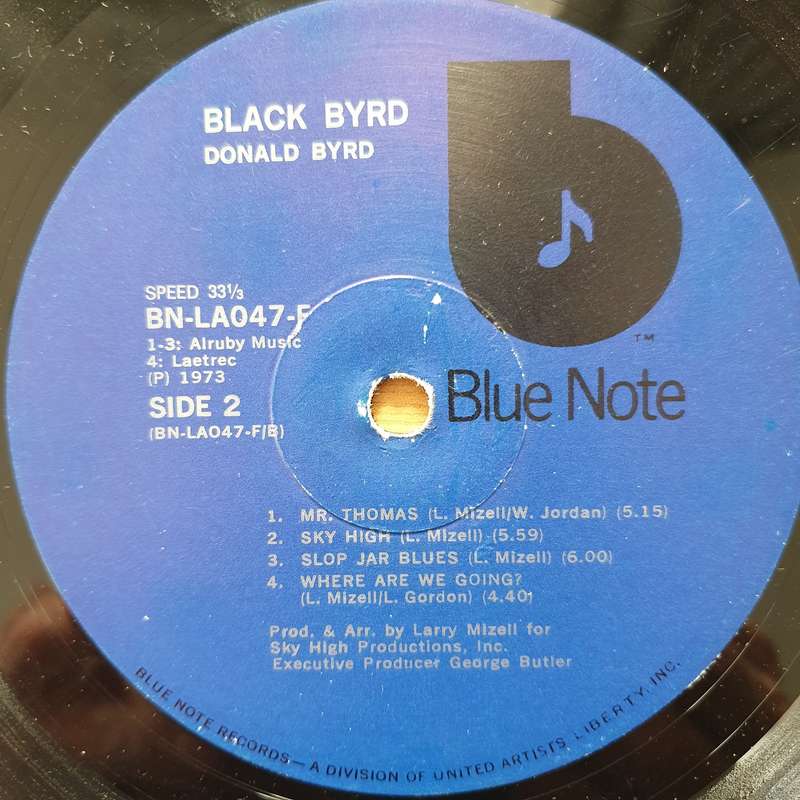 BLACK BYRD
DONALD BYRD
SPEED 33⅓
BN-LA047-F
1-3: Alruby Music
4: Laetrec
(P) 1973
SIDE 2
(BN-LA047-F/B)
b
TM
Blue Note
1. MR. THOMAS (L. Mizell/W. Jordan) (5.15)
2. SKY HIGH (L. Mizell) (5.59)
3. SLOP JAR BLUES (L. Mizell) (6.00)
4. WHERE ARE WE GOING?
(L. Mizell/L. Gordon) (4.40)
Prod. & Arr. by Larry Mizell for
Sky High Productions, Inc.
Executive Producer George Butler
BLUE NOTE RECORDS—A DIVISION OF UNITED ARTISTS LIBERTY, INC.